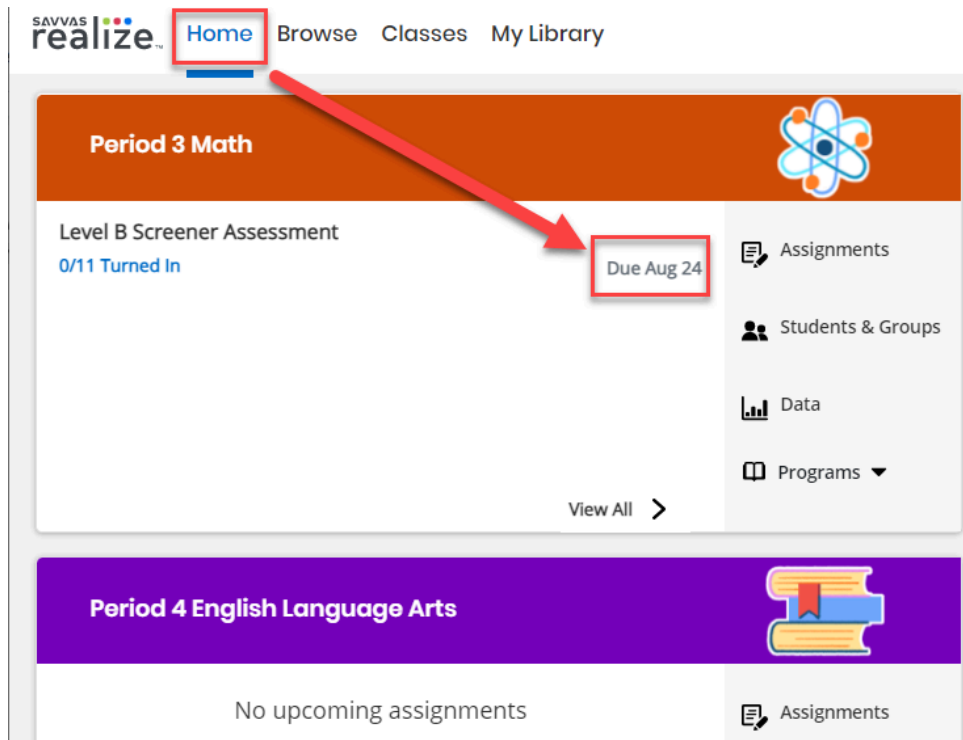 savvas
realize™ Home Browse Classes My Library
Period 3 Math
Level B Screener Assessment
0/11 Turned In
Due Aug 24
Assignments
Students & Groups
Data
Programs
View All
Period 4 English Language Arts
No upcoming assignments
Assignments